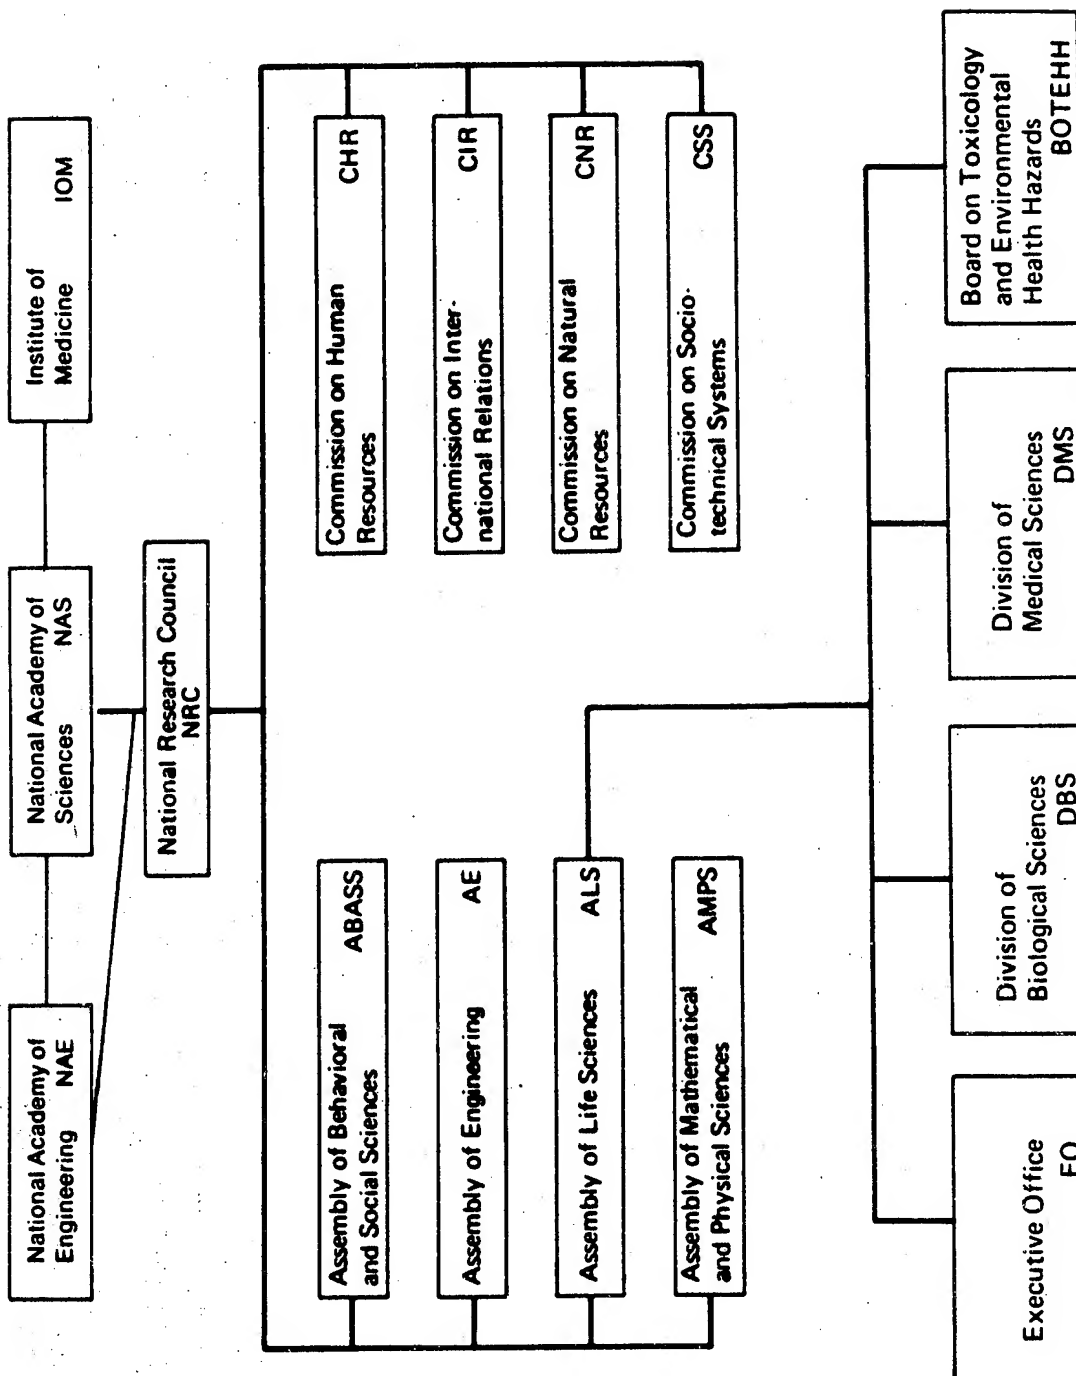 National Academy of
Engineering NAE
National Academy of
Sciences NAS
Institute of
Medicine IOM
National Research Council
NRC
Assembly of Behavioral
and Social Sciences ABASS
Assembly of Engineering AE
Assembly of Life Sciences ALS
Assembly of Mathematical
and Physical Sciences AMPS
Commission on Human
Resources CHR
Commission on Inter-
national Relations CIR
Commission on Natural
Resources CNR
Commission on Socio-
technical Systems CSS
Executive Office
EO
Division of
Biological Sciences
DBS
Division of
Medical Sciences
DMS
Board on Toxicology
and Environmental
Health Hazards
BOTEHH